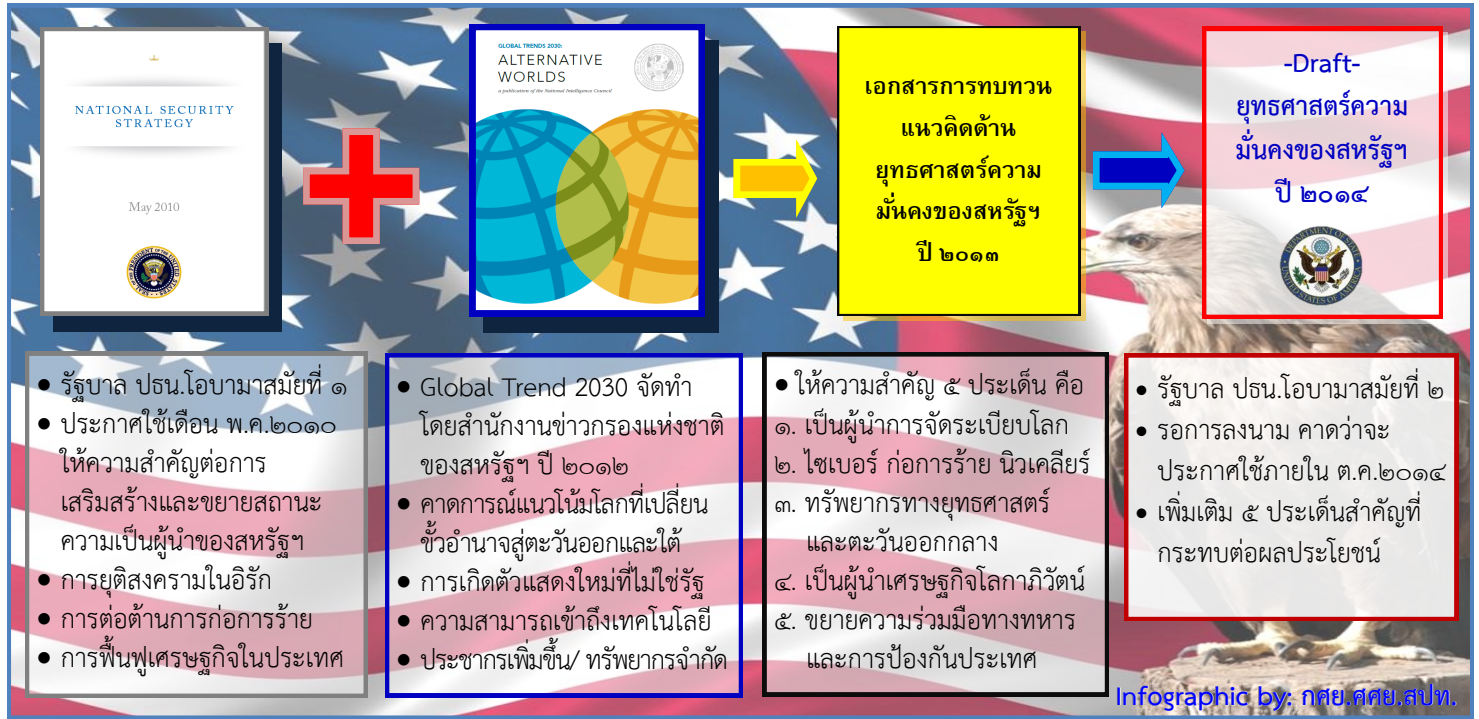 NATIONAL SECURITY
STRATEGY
May 2010
SEAL OF THE PRESIDENT OF THE UNITED STATES
GLOBAL TRENDS 2030:
ALTERNATIVE
WORLDS
a publication of the National Intelligence Council
เอกสารการทบทวน
แนวคิดด้าน
ยุทธศาสตร์ความ
มั่นคงของสหรัฐฯ
ปี ๒๐๑๓
-Draft-
ยุทธศาสตร์ความ
มั่นคงของสหรัฐฯ
ปี ๒๐๑๔
DEPARTMENT OF STATE
UNITED STATES OF AMERICA
● รัฐบาล ปธน.โอบามาสมัยที่ ๑
● ประกาศใช้เดือน พ.ค.๒๐๑๐
ให้ความสำคัญต่อการ
เสริมสร้างและขยายสถานะ
ความเป็นผู้นำของสหรัฐฯ
● การยุติสงครามในอิรัก
● การต่อต้านการก่อการร้าย
● การฟื้นฟูเศรษฐกิจในประเทศ
● Global Trend 2030 จัดทำ
โดยสำนักงานข่าวกรองแห่งชาติ
ของสหรัฐฯ ปี ๒๐๑๒
● คาดการณ์แนวโน้มโลกที่เปลี่ยน
ขั้วอำนาจสู่ตะวันออกและใต้
● การเกิดตัวแสดงใหม่ที่ไม่ใช่รัฐ
● ความสามารถเข้าถึงเทคโนโลยี
● ประชากรเพิ่มขึ้น/ ทรัพยากรจำกัด
● ให้ความสำคัญ ๕ ประเด็น คือ
๑. เป็นผู้นำการจัดระเบียบโลก
๒. ไซเบอร์ ก่อการร้าย นิวเคลียร์
๓. ทรัพยากรทางยุทธศาสตร์
และตะวันออกกลาง
๔. เป็นผู้นำเศรษฐกิจโลกาภิวัตน์
๕. ขยายความร่วมมือทางทหาร
และการป้องกันประเทศ
● รัฐบาล ปธน.โอบามาสมัยที่ ๒
● รอการลงนาม คาดว่าจะ
ประกาศใช้ภายใน ต.ค.๒๐๑๔
● เพิ่มเติม ๕ ประเด็นสำคัญที่
กระทบต่อผลประโยชน์
Infographic by: กศย.ศศย.สปท.